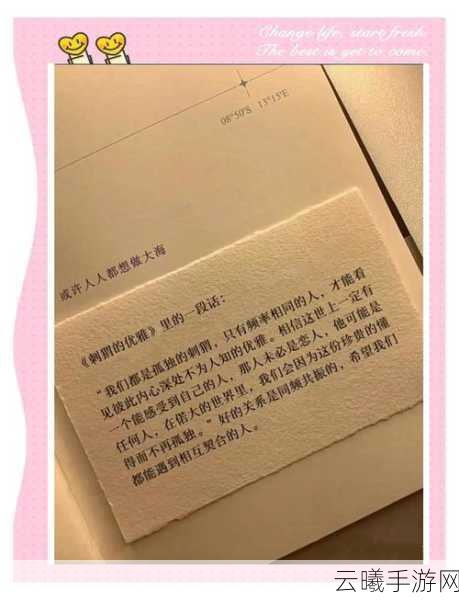 Change life, start fresh.
The best is yet to come.
08°50'S 13°15'E
或许人人都想做大海
《刺猬的优雅》里的一段话：
“我们都是孤独的刺猬，只有频率相同的人，才能看
见彼此内心深处不为人知的优雅。相信这世上一定有
一个能感受到自己的人，那人未必是恋人，他可能是
任何人，在偌大的世界里，我们会因为这份珍贵的懂
得而不再孤独。”好的关系是同频共振的，希望我们
都能遇到相互契合的人。
云曦手游网